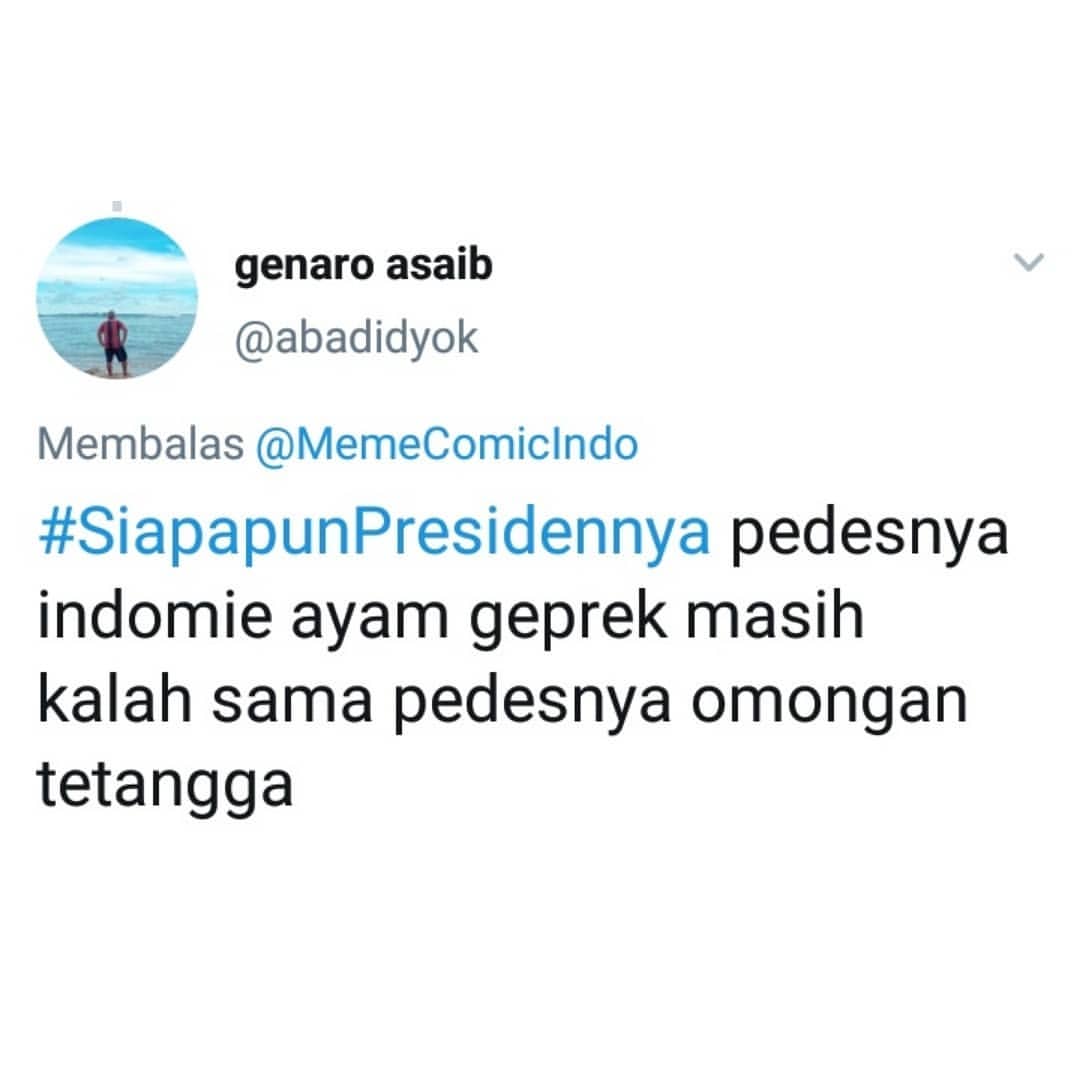 genaro asaib
@abadidyok
Membalas @MemeComicIndo
#SiapapunPresidennya pedesnya
indomie ayam geprek masih
kalah sama pedesnya omongan
tetangga